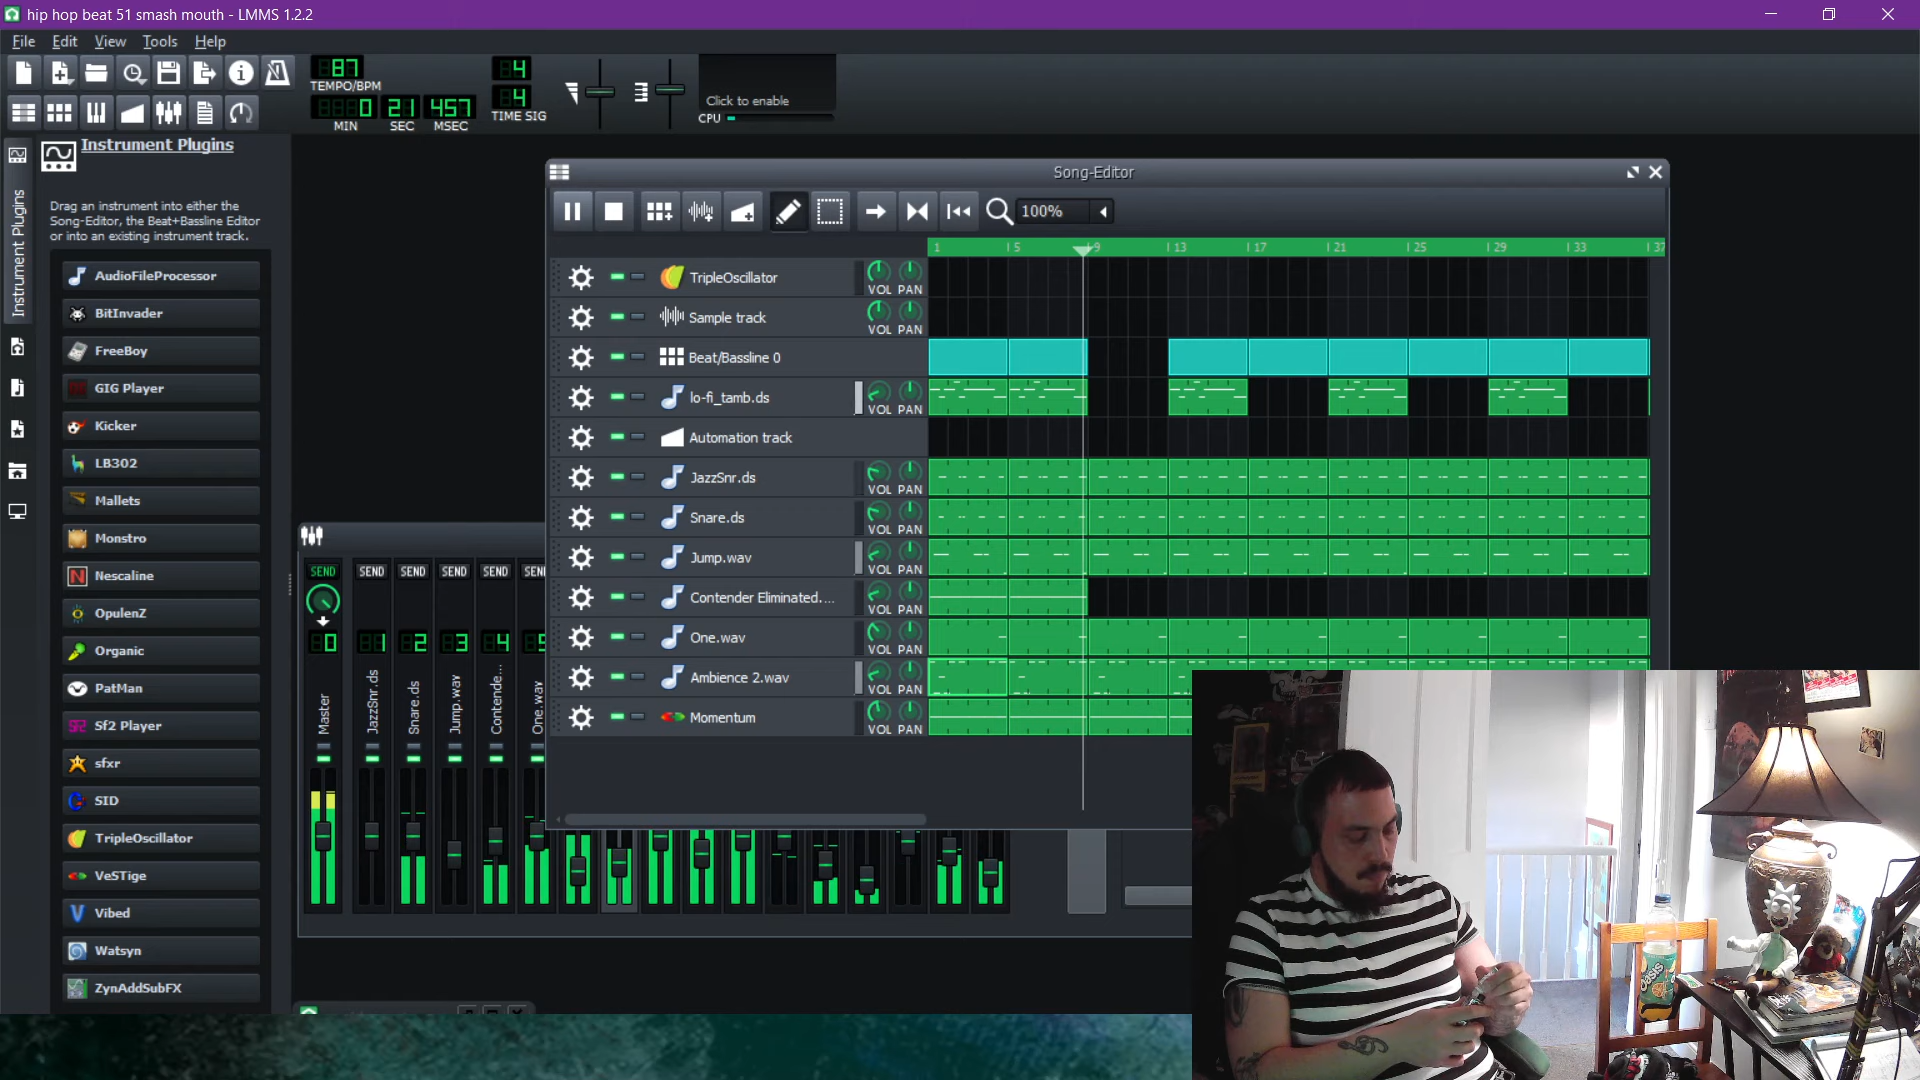 hip hop beat 51 smash mouth - LMMS 1.2.2
File Edit View Tools Help
87
TEMPO/BPM
0 21 457
MIN SEC MSEC
4
4
TIME SIG
Click to enable
CPU
Instrument Plugins
Instrument Plugins
Drag an instrument into either the
Song-Editor, the Beat+Bassline Editor
or into an existing instrument track.
AudioFileProcessor
BitInvader
FreeBoy
GIG Player
Kicker
LB302
Mallets
Monstro
Nescaline
OpulenZ
Organic
PatMan
Sf2 Player
sfxr
SID
TripleOscillator
VeSTige
Vibed
Watsyn
ZynAddSubFX
Song-Editor
100%
1 5 9 13 17 21 25 29 33 37
TripleOscillator VOL PAN
Sample track VOL PAN
Beat/Bassline 0
lo-fi_tamb.ds VOL PAN
Automation track
JazzSnr.ds VOL PAN
Snare.ds VOL PAN
Jump.wav VOL PAN
Contender Eliminated.... VOL PAN
One.wav VOL PAN
Ambience 2.wav VOL PAN
Momentum VOL PAN
SEND SEND SEND SEND SEND SEN
0 1 2 3 4 5
Master JazzSnr.ds Snare.ds Jump.wav Contende... One.wav
Oasis